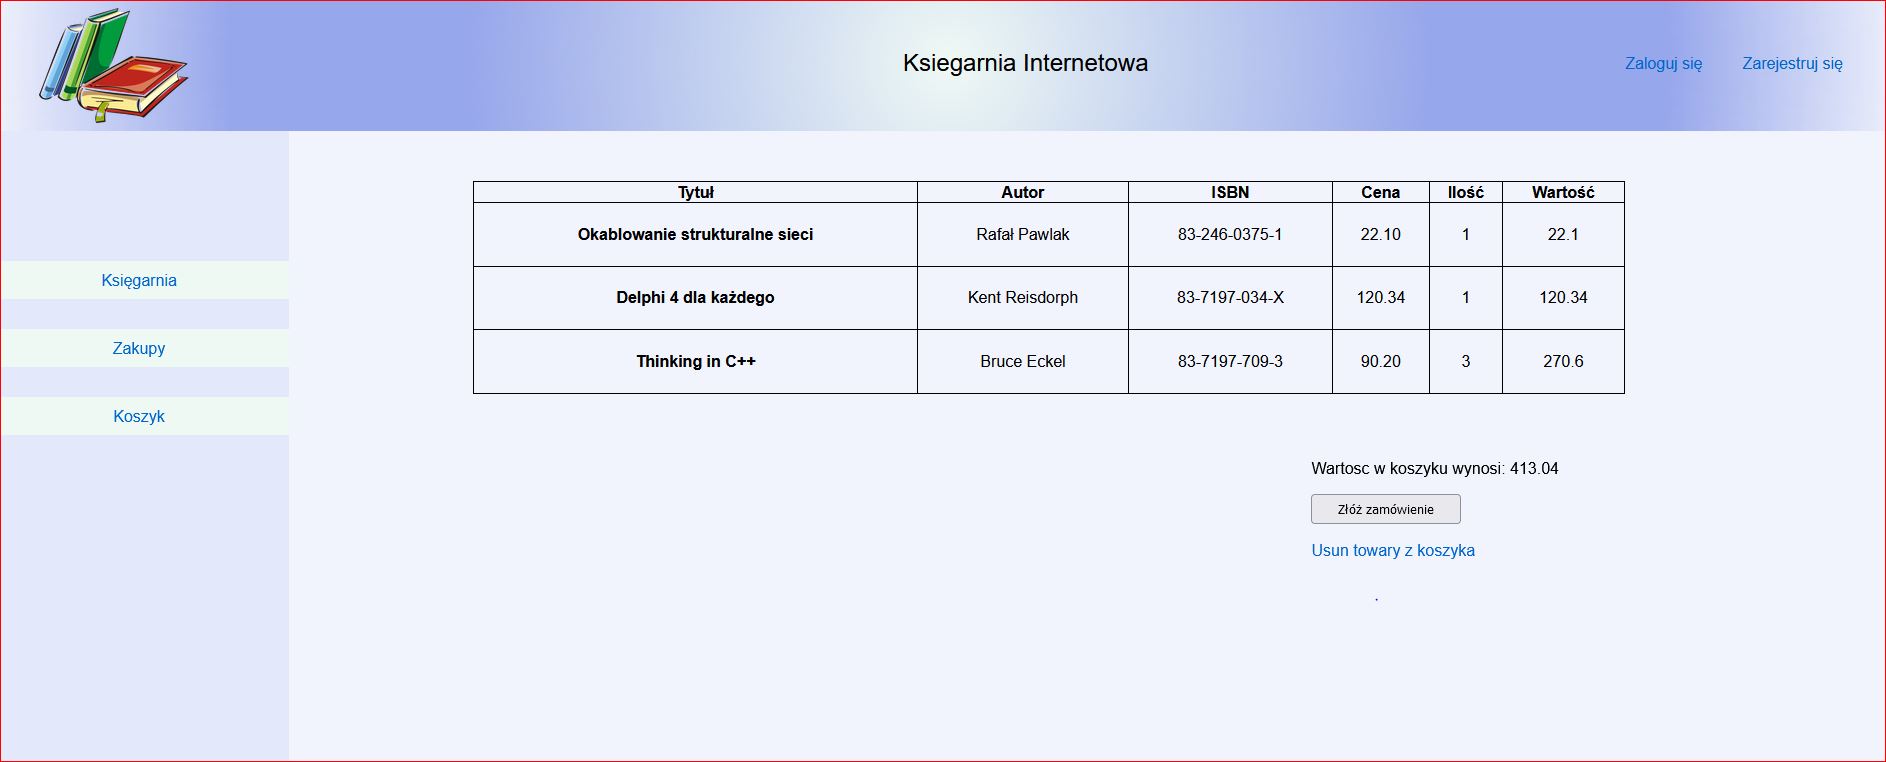 Ksiegarnia Internetowa
Zaloguj się Zarejestruj się
Księgarnia
Zakupy
Koszyk
Tytuł Autor ISBN Cena Ilość Wartość
Okablowanie strukturalne sieci Rafał Pawlak 83-246-0375-1 22.10 1 22.1
Delphi 4 dla każdego Kent Reisdorph 83-7197-034-X 120.34 1 120.34
Thinking in C++ Bruce Eckel 83-7197-709-3 90.20 3 270.6
Wartosc w koszyku wynosi: 413.04
Złóż zamówienie
Usun towary z koszyka
.